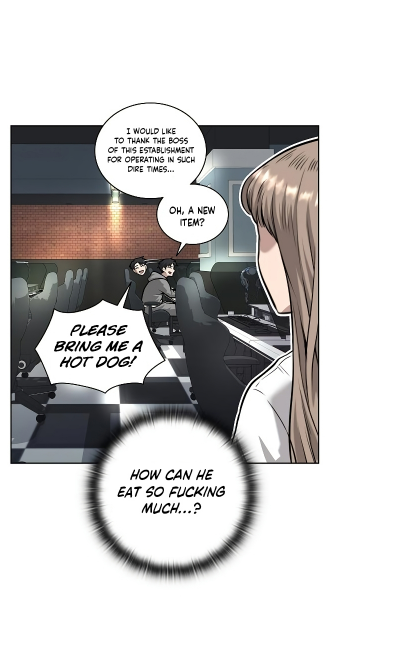 I WOULD LIKE
TO THANK THE BOSS
OF THIS ESTABLISHMENT
FOR OPERATING IN SUCH
DIRE TIMES...
OH, A NEW
ITEM?
PLEASE
BRING ME A
HOT DOG!
HOW CAN HE
EAT SO FUCKING
MUCH...?